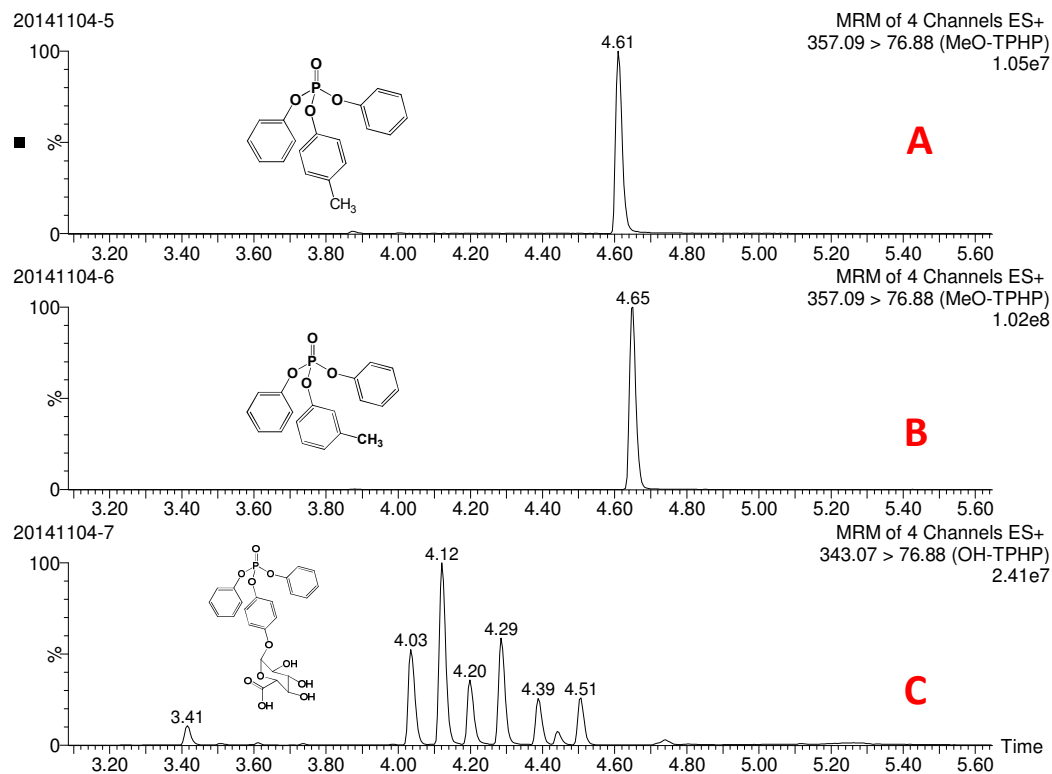 20141104-5
MRM of 4 Channels ES+
357.09 > 76.88 (MeO-TPHP)
1.05e7
4.61
100
%
0
O
P
O
O
O
CH3
A
3.20 3.40 3.60 3.80 4.00 4.20 4.40 4.60 4.80 5.00 5.20 5.40 5.60
20141104-6
MRM of 4 Channels ES+
357.09 > 76.88 (MeO-TPHP)
1.02e8
4.65
100
%
0
O
P
O
O
O
CH3
B
3.20 3.40 3.60 3.80 4.00 4.20 4.40 4.60 4.80 5.00 5.20 5.40 5.60
20141104-7
MRM of 4 Channels ES+
343.07 > 76.88 (OH-TPHP)
2.41e7
100
%
0
O
P
O
O
O
O
OH
O
O
OH
OH
OH
C
3.41
4.03
4.12
4.20
4.29
4.39
4.51
Time
3.20 3.40 3.60 3.80 4.00 4.20 4.40 4.60 4.80 5.00 5.20 5.40 5.60